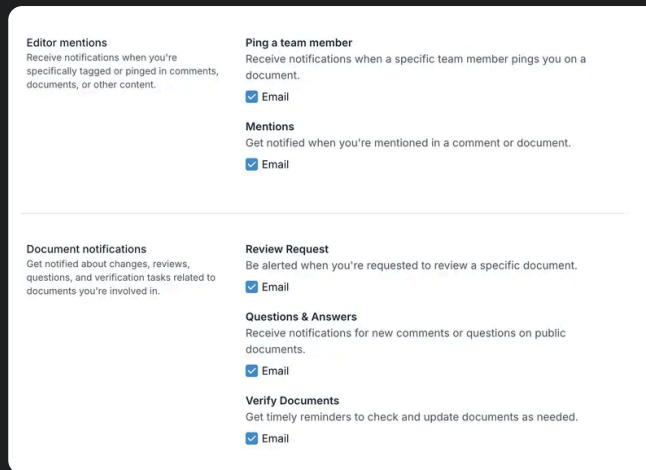 Editor mentions
Receive notifications when you're
specifically tagged or pinged in comments,
documents, or other content.
Ping a team member
Receive notifications when a specific team member pings you on a
document.
Email
Mentions
Get notified when you're mentioned in a comment or document.
Email
Document notifications
Get notified about changes, reviews,
questions, and verification tasks related to
documents you're involved in.
Review Request
Be alerted when you're requested to review a specific document.
Email
Questions & Answers
Receive notifications for new comments or questions on public
documents.
Email
Verify Documents
Get timely reminders to check and update documents as needed.
Email